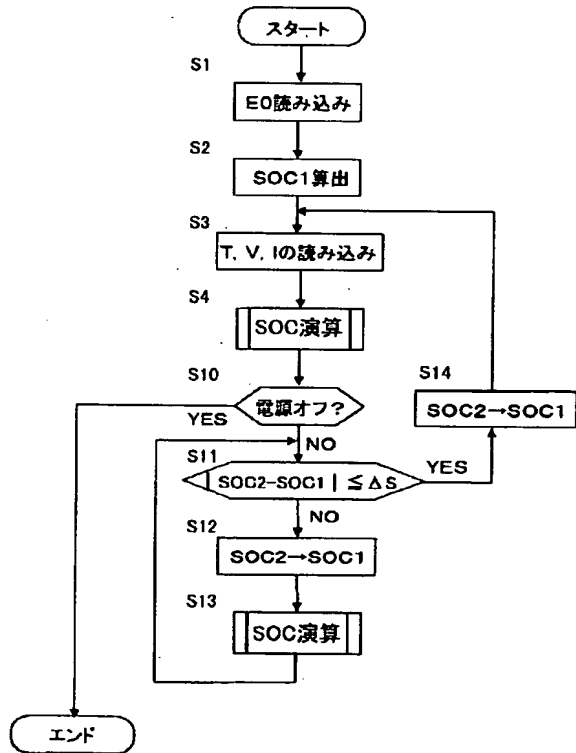 スタート
S1
E0読み込み
S2
SOC1算出
S3
T, V, Iの読み込み
S4
SOC演算
S10
電源オフ?
YES
NO
S14
SOC2→SOC1
S11
|SOC2-SOC1| ≦ΔS
YES
NO
S12
SOC2→SOC1
S13
SOC演算
エンド